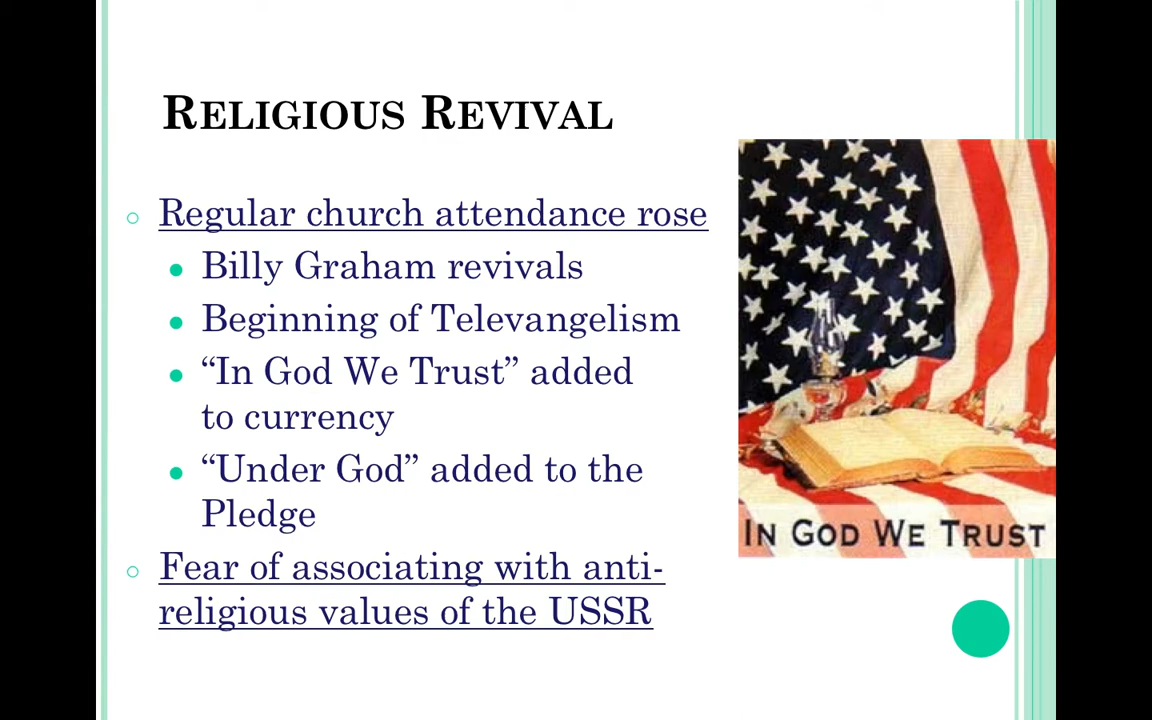 RELIGIOUS REVIVAL
Regular church attendance rose
Billy Graham revivals
Beginning of Televangelism
“In God We Trust” added
to currency
“Under God” added to the
Pledge
Fear of associating with anti-
religious values of the USSR
IN GOD WE TRUST